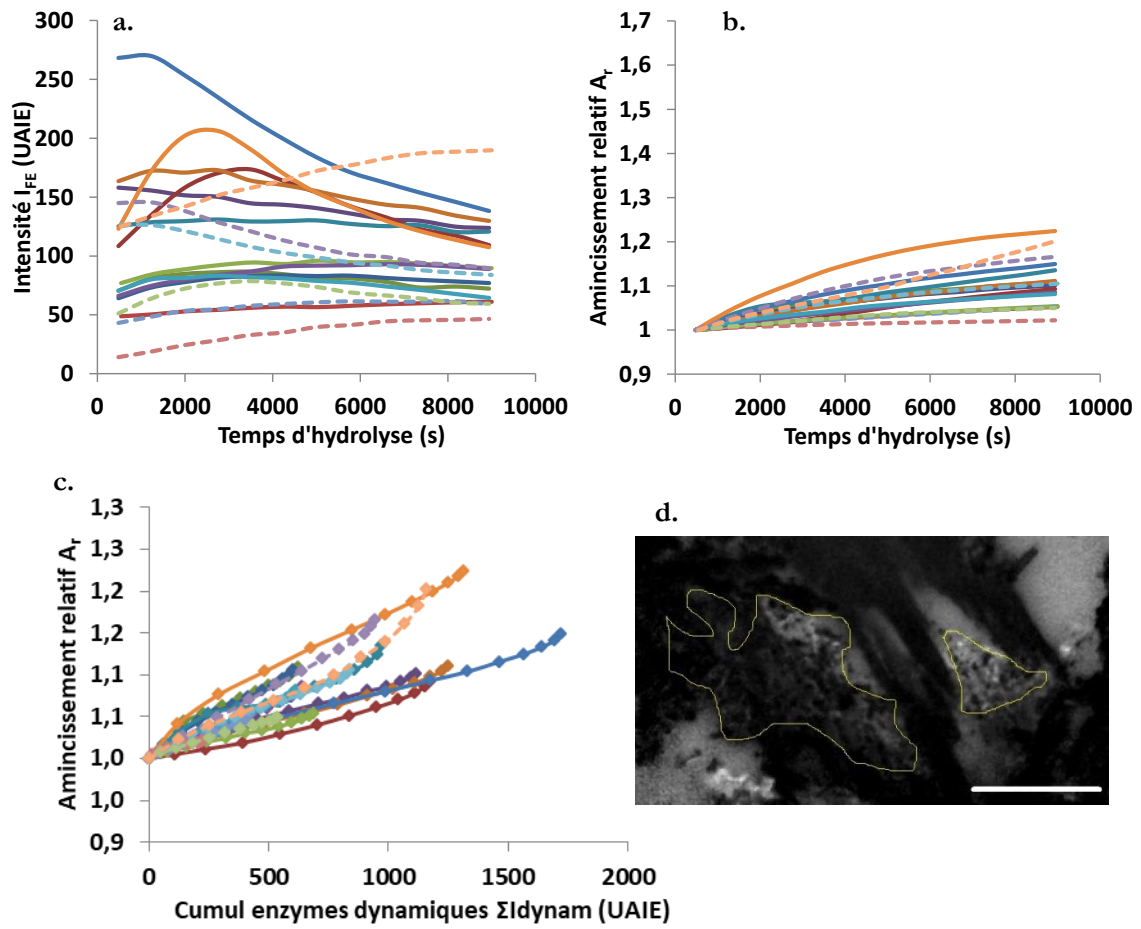 a.
Intensité I_FE (UAIE)
300
250
200
150
100
50
0
0 2000 4000 6000 8000 10000
Temps d'hydrolyse (s)
b.
Amincissement relatif A_r
1,7
1,6
1,5
1,4
1,3
1,2
1,1
1
0,9
0 2000 4000 6000 8000 10000
Temps d'hydrolyse (s)
c.
Amincissement relatif A_r
1,3
1,3
1,2
1,2
1,1
1,1
1,0
1,0
0,9
0 500 1000 1500 2000
Cumul enzymes dynamiques ΣIdynam (UAIE)
d.